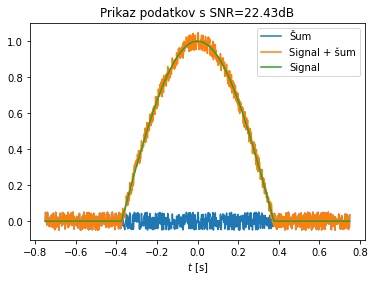 Prikaz podatkov s SNR=22.43dB
Šum
Signal + šum
Signal
1.0
0.8
0.6
0.4
0.2
0.0
−0.8 −0.6 −0.4 −0.2 0.0 0.2 0.4 0.6 0.8
t [s]